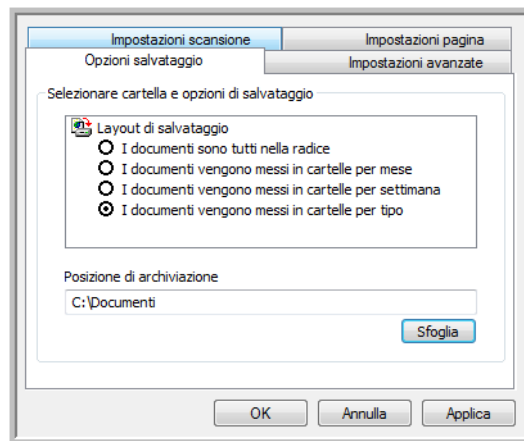 Impostazioni scansione
Impostazioni pagina
Opzioni salvataggio
Impostazioni avanzate
Selezionare cartella e opzioni di salvataggio
Layout di salvataggio
I documenti sono tutti nella radice
I documenti vengono messi in cartelle per mese
I documenti vengono messi in cartelle per settimana
I documenti vengono messi in cartelle per tipo
Posizione di archiviazione
C:\Documenti
Sfoglia
OK
Annulla
Applica